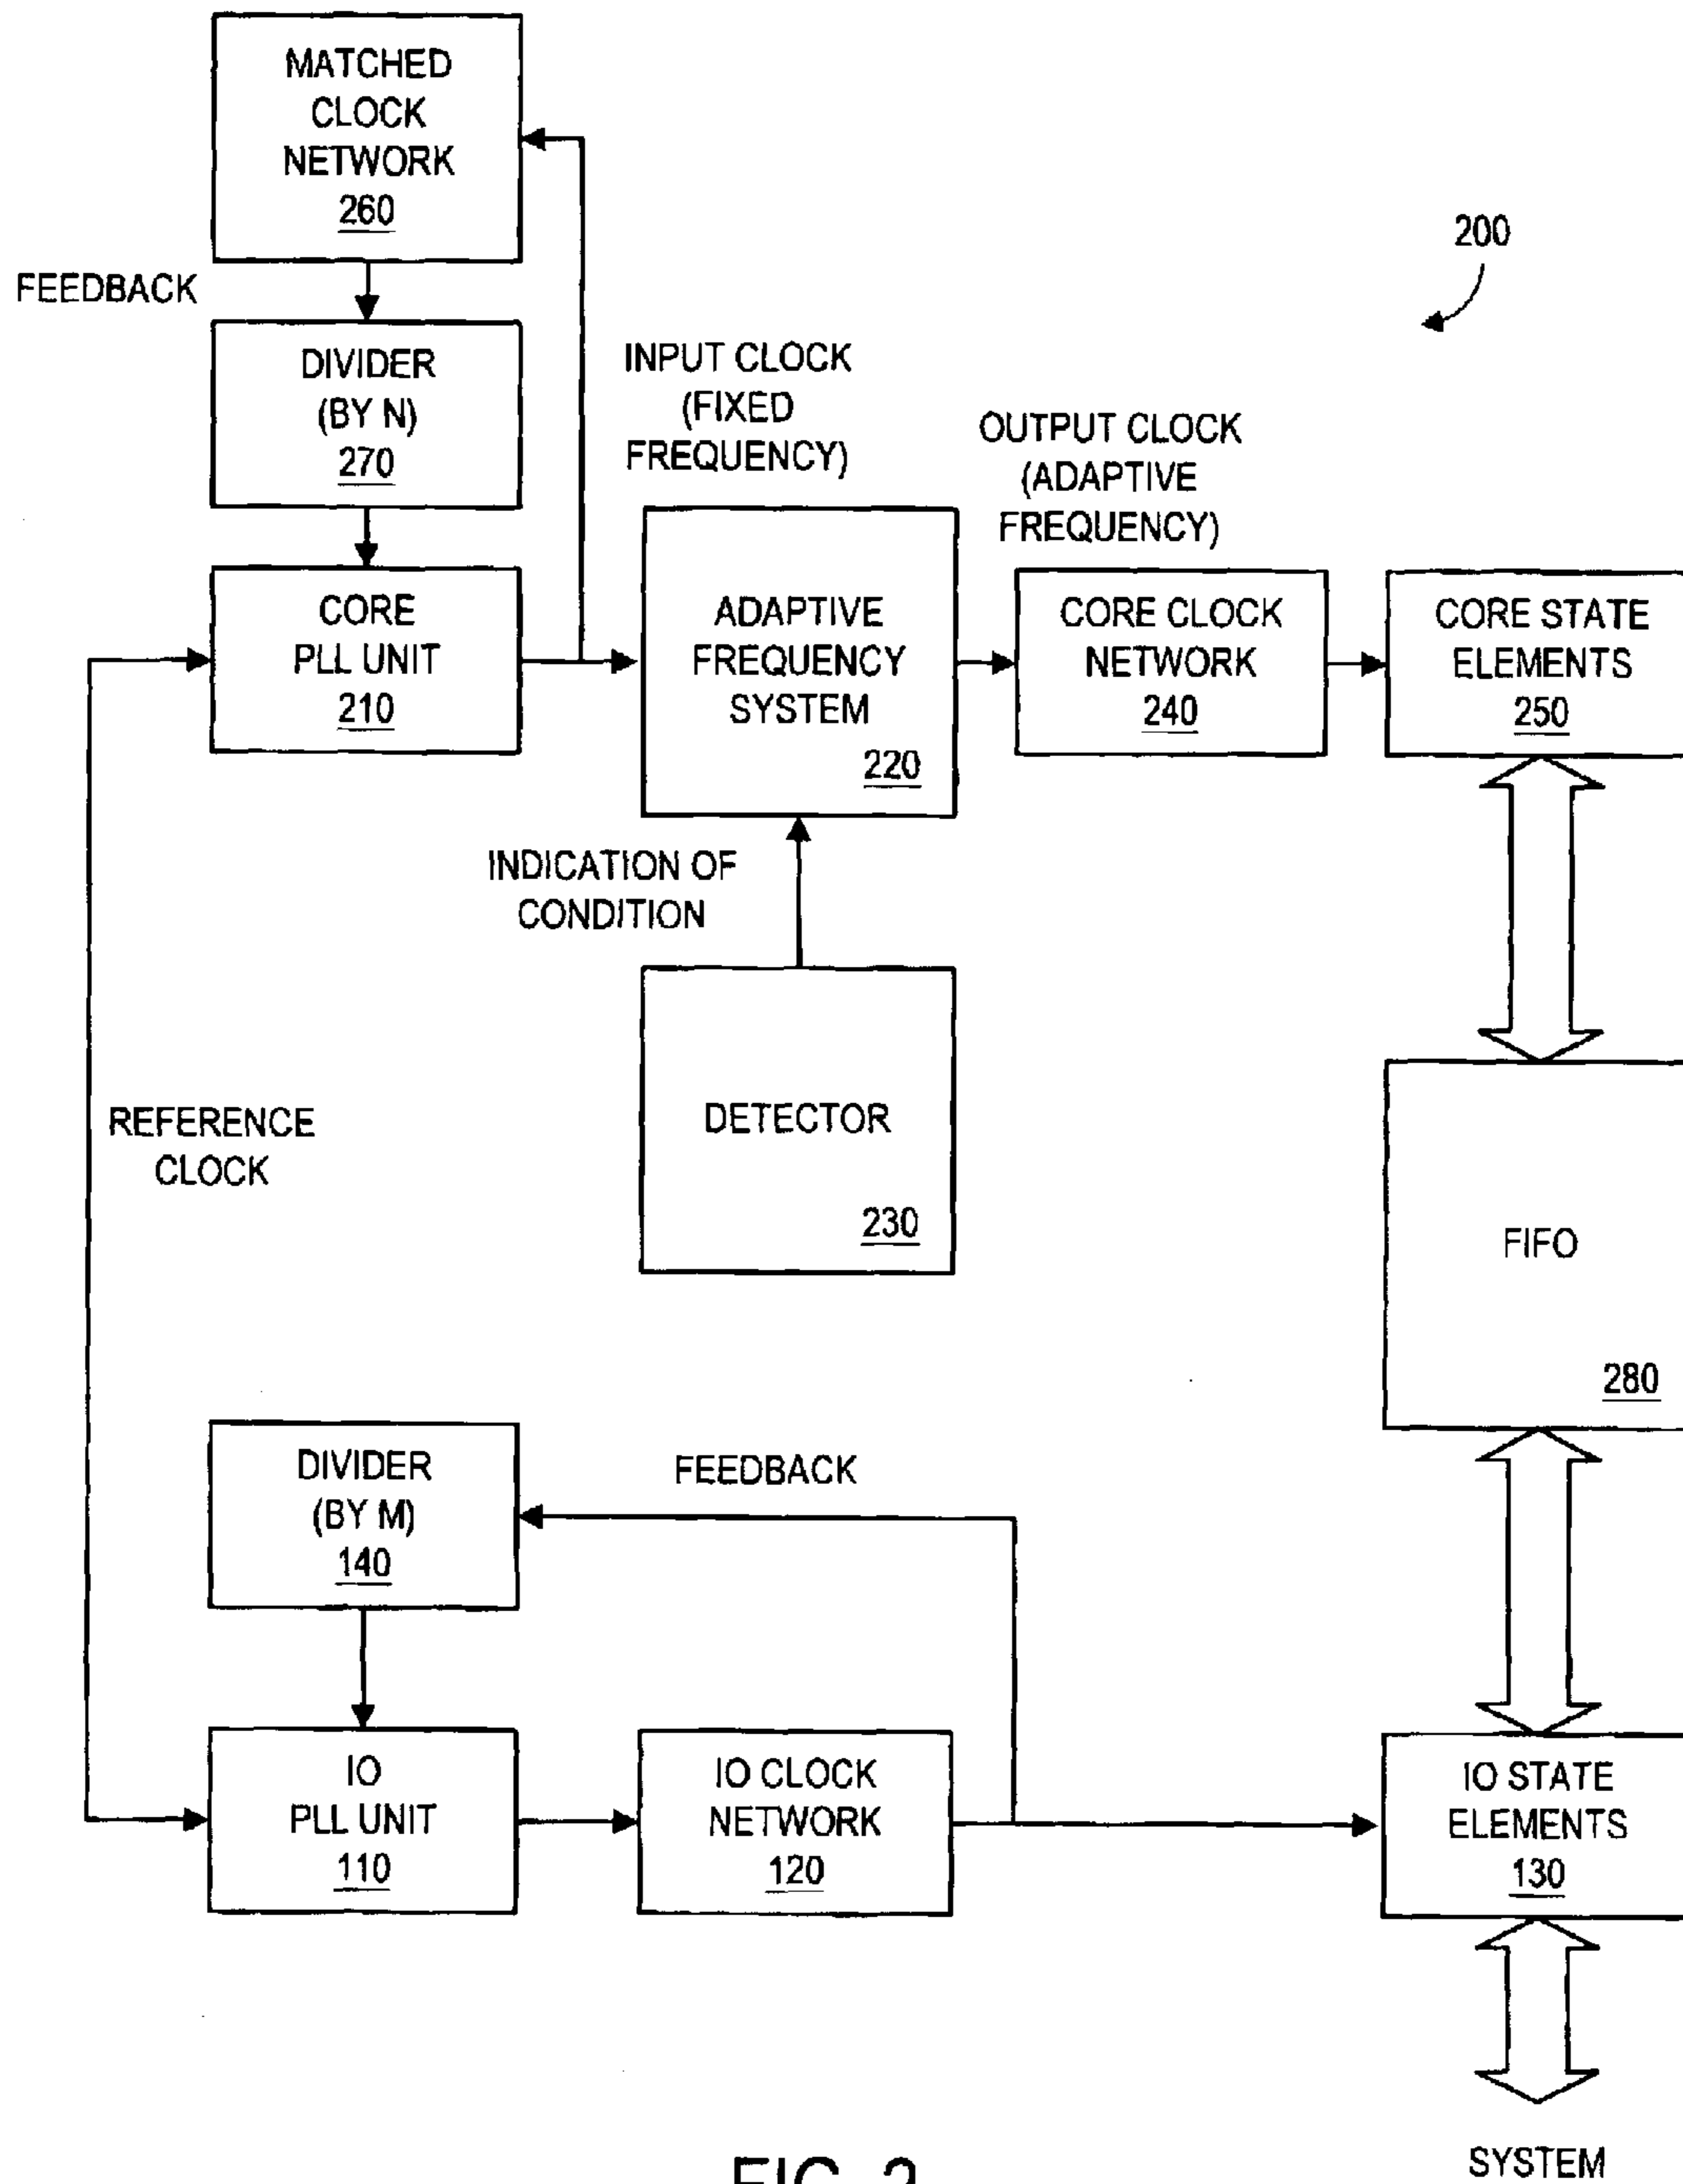 MATCHED
CLOCK
NETWORK
260
200
FEEDBACK
DIVIDER
(BY N)
270
INPUT CLOCK
(FIXED
FREQUENCY)
OUTPUT CLOCK
(ADAPTIVE
FREQUENCY)
CORE
PLL UNIT
210
ADAPTIVE
FREQUENCY
SYSTEM
220
CORE CLOCK
NETWORK
240
CORE STATE
ELEMENTS
250
INDICATION OF
CONDITION
REFERENCE
CLOCK
DETECTOR
230
FIFO
280
DIVIDER
(BY M)
140
FEEDBACK
IO
PLL UNIT
110
IO CLOCK
NETWORK
120
IO STATE
ELEMENTS
130
SYSTEM
FIG. 2